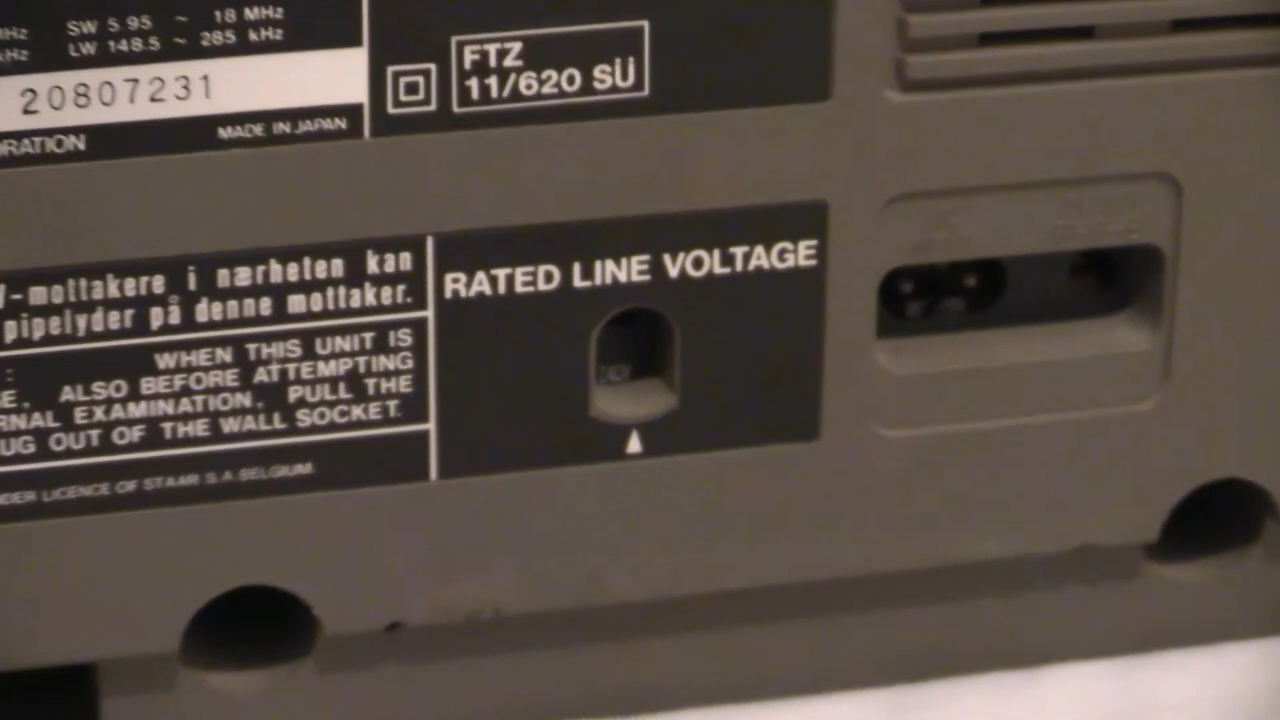 SW 5.95 ~ 18 MHz
LW 148.5 ~ 285 kHz
20807231
MADE IN JAPAN
FTZ
11/620 SÜ
-mottakere i nærheten kan
pipelyder på denne mottaker.
: WHEN THIS UNIT IS
E. ALSO BEFORE ATTEMPTING
RNAL EXAMINATION. PULL THE
UG OUT OF THE WALL SOCKET.
DER LICENCE OF STAAR S.A. BELGIUM
RATED LINE VOLTAGE